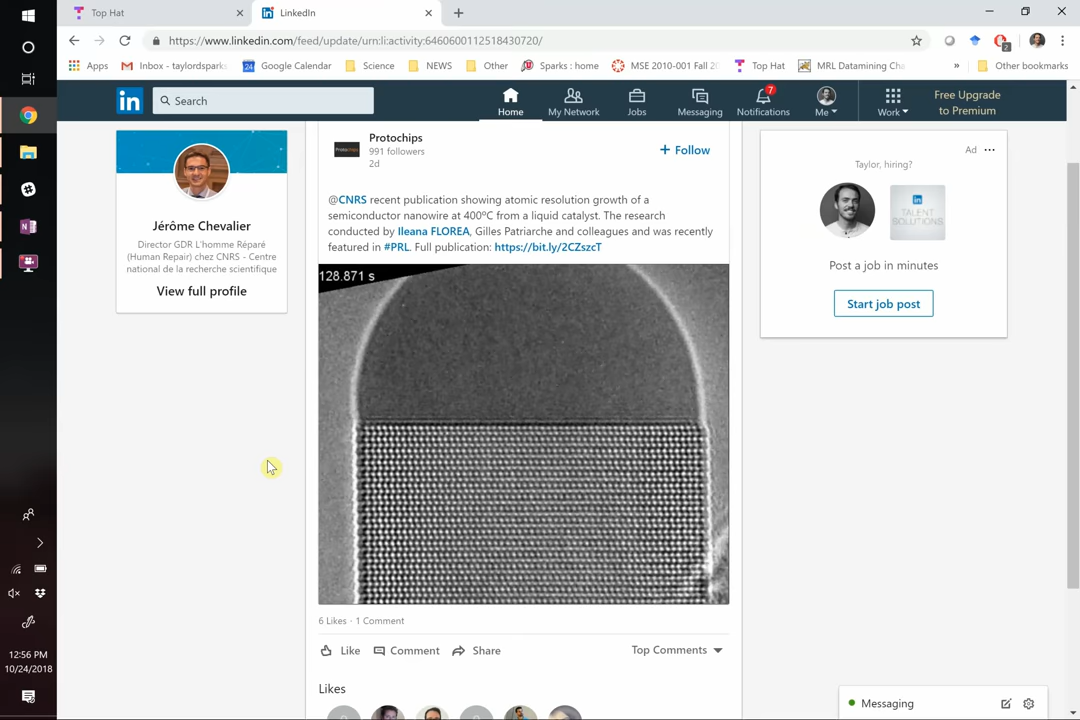 Top Hat
LinkedIn
https://www.linkedin.com/feed/update/urn:li:activity:6460600112518430720/
Apps
Inbox - taylordsparks
24
Google Calendar
Science
NEWS
Other
Sparks : home
MSE 2010-001 Fall 20
Top Hat
MRL Datamining Cha
»
Other bookmarks
2
in
Search
Home
My Network
Jobs
Messaging
7
Notifications
Me
Work
Free Upgrade
to Premium
Jérôme Chevalier
Director GDR L'homme Réparé
(Human Repair) chez CNRS - Centre
national de la recherche scientifique
View full profile
Protochips
Protochips
991 followers
2d
+ Follow
@CNRS recent publication showing atomic resolution growth of a
semiconductor nanowire at 400ºC from a liquid catalyst. The research
conducted by Ileana FLOREA, Gilles Patriarche and colleagues and was recently
featured in #PRL. Full publication: https://bit.ly/2CZszcT
128.871 s
6 Likes · 1 Comment
Like
Comment
Share
Top Comments
Likes
Ad
Taylor, hiring?
in
TALENT
SOLUTIONS
Post a job in minutes
Start job post
Messaging
12:56 PM
10/24/2018